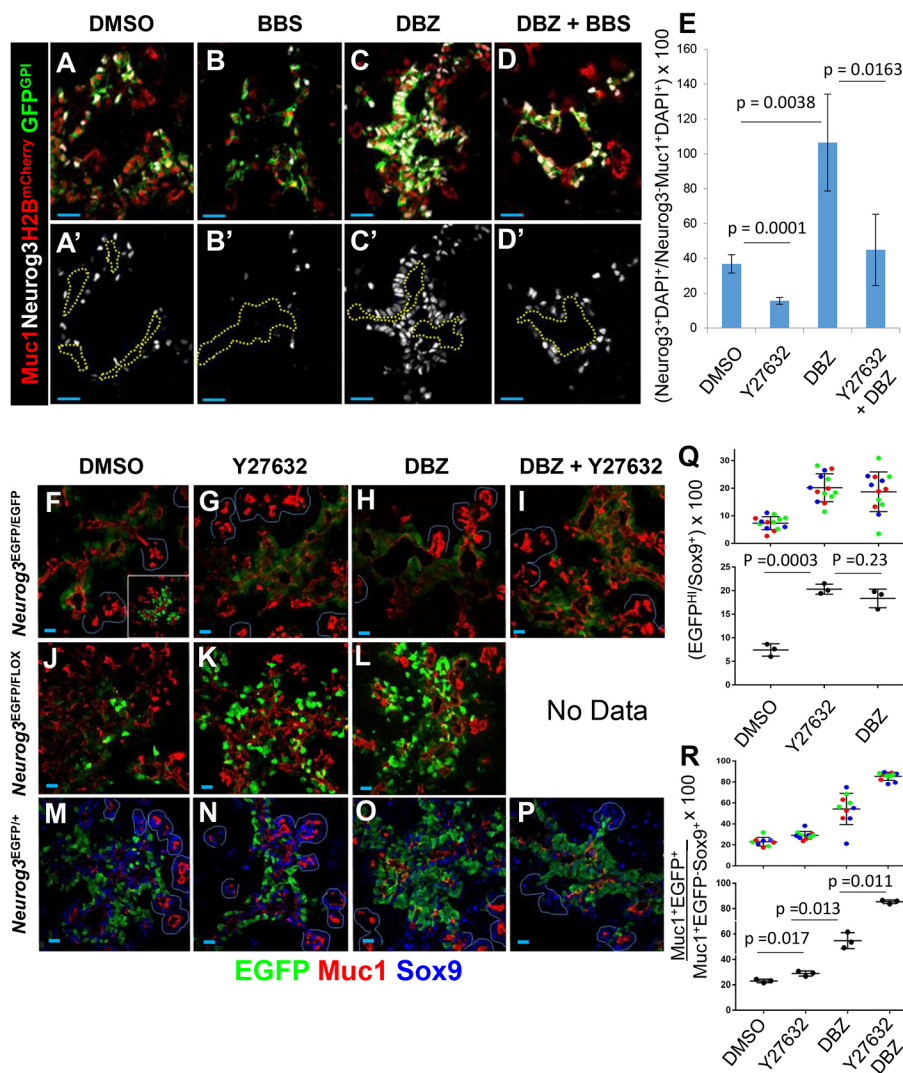 DMSO BBS DBZ DBZ + BBS
Muc1Neurog3H2BmCherry GFPGPI
A B C D
A’ B’ C’ D’
E
(Neurog3+DAPI+/Neurog3-Muc1+DAPI+) x 100
160
140
120
100
80
60
40
20
0
p = 0.0038
p = 0.0163
p = 0.0001
DMSO Y27632 DBZ Y27632 + DBZ
DMSO Y27632 DBZ DBZ + Y27632
Neurog3EGFP/EGFP
F G H I
Neurog3EGFP/FLOX
J K L
No Data
Neurog3EGFP/+
M N O P
EGFP Muc1 Sox9
Q
(EGFPHI/Sox9+) x 100
40
30
20
10
0
P =0.0003 P =0.23
25
20
15
10
5
0
DMSO Y27632 DBZ
R
Muc1+EGFP+
Muc1+EGFP-Sox9+
x 100
100
80
60
40
20
0
p =0.011
p =0.013
p =0.017
100
80
60
40
20
0
DMSO Y27632 DBZ Y27632 DBZ